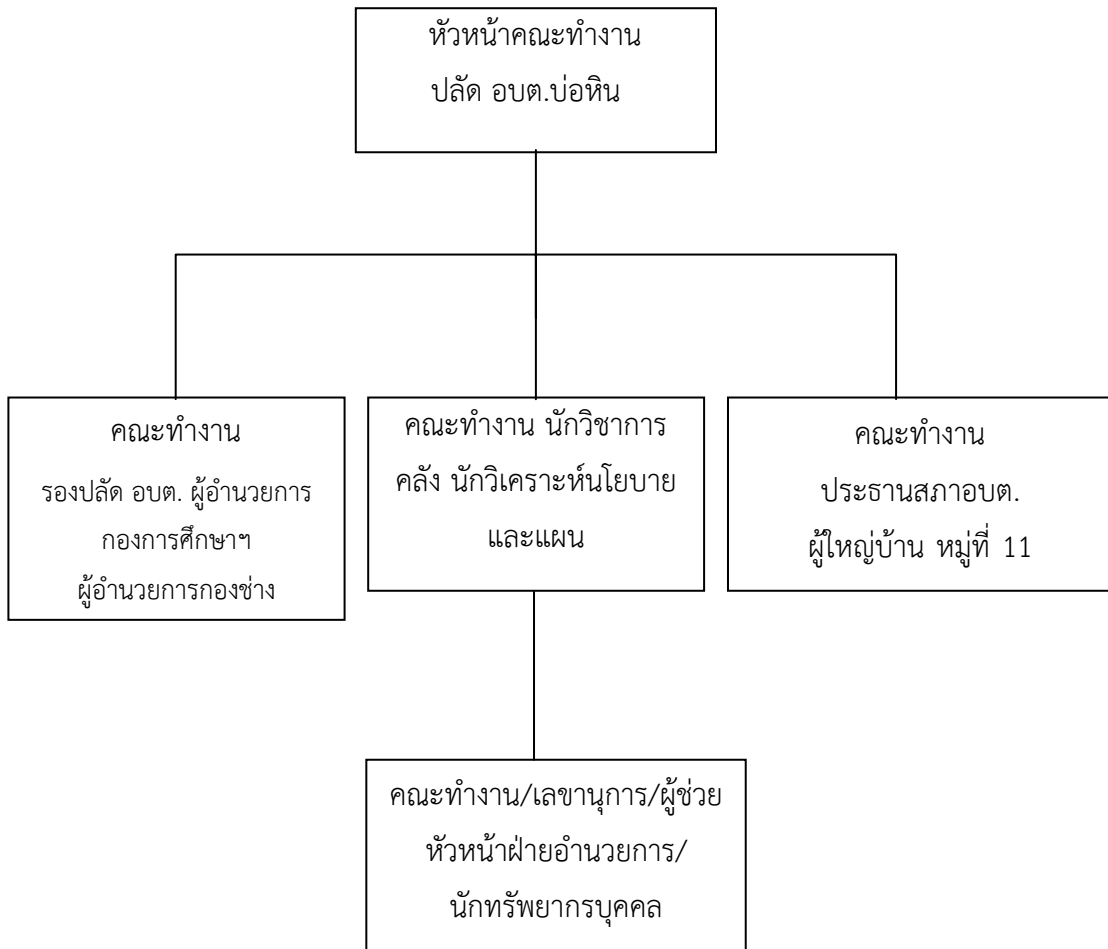 หัวหน้าคณะทำงาน
ปลัด อบต.บ่อหิน
คณะทำงาน
รองปลัด อบต. ผู้อำนวยการ
กองการศึกษาฯ
ผู้อำนวยการกองช่าง
คณะทำงาน นักวิชาการ
คลัง นักวิเคราะห์นโยบาย
และแผน
คณะทำงาน
ประธานสภาอบต.
ผู้ใหญ่บ้าน หมู่ที่ 11
คณะทำงาน/เลขานุการ/ผู้ช่วย
หัวหน้าฝ่ายอำนวยการ/
นักทรัพยากรบุคคล